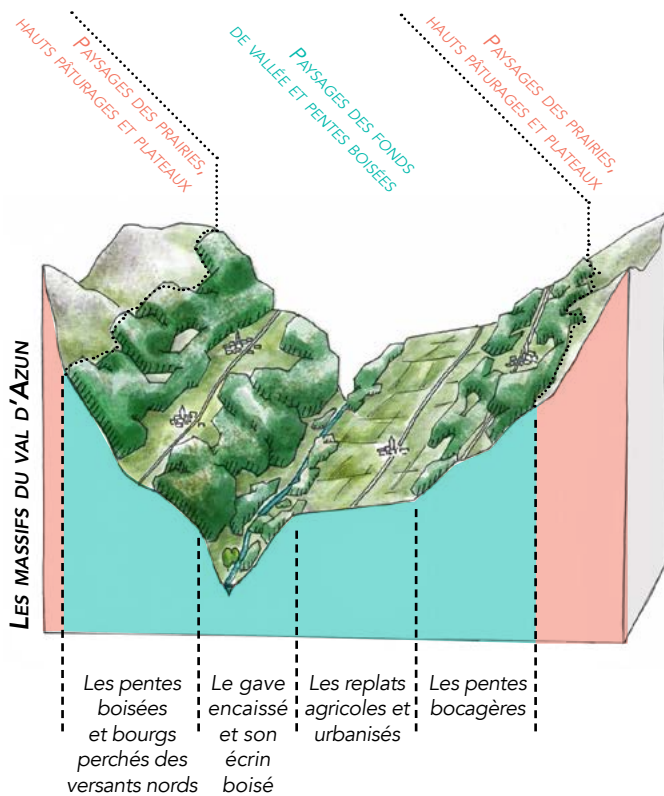 Paysages des prairies,
hauts pâturages et plateaux
Paysages des fonds
de vallée et pentes boisées
Paysages des prairies,
hauts pâturages et plateaux
Les massifs du val d'Azun
Les pentes
boisées
et bourgs
perchés des
versants nords
Le gave
encaissé
et son
écrin
boisé
Les replats
agricoles et
urbanisés
Les pentes
bocagères